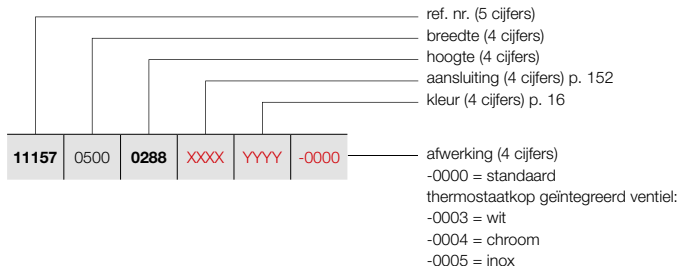 ref. nr. (5 cijfers)
breedte (4 cijfers)
hoogte (4 cijfers)
aansluiting (4 cijfers) p. 152
kleur (4 cijfers) p. 16
11157 0500 0288 XXXX YYYY -0000
afwerking (4 cijfers)
-0000 = standaard
thermostaatkop geïntegreerd ventiel:
-0003 = wit
-0004 = chroom
-0005 = inox